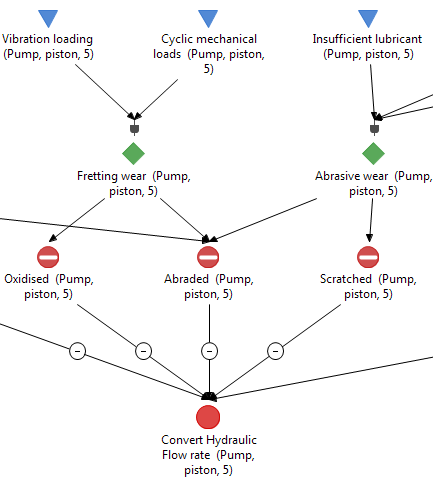 Vibration loading
(Pump, piston, 5)
Cyclic mechanical
loads (Pump, piston,
5)
Insufficient lubricant
(Pump, piston, 5)
Fretting wear (Pump,
piston, 5)
Abrasive wear (Pump,
piston, 5)
Oxidised (Pump,
piston, 5)
Abraded (Pump,
piston, 5)
Scratched (Pump,
piston, 5)
Convert Hydraulic
Flow rate (Pump,
piston, 5)